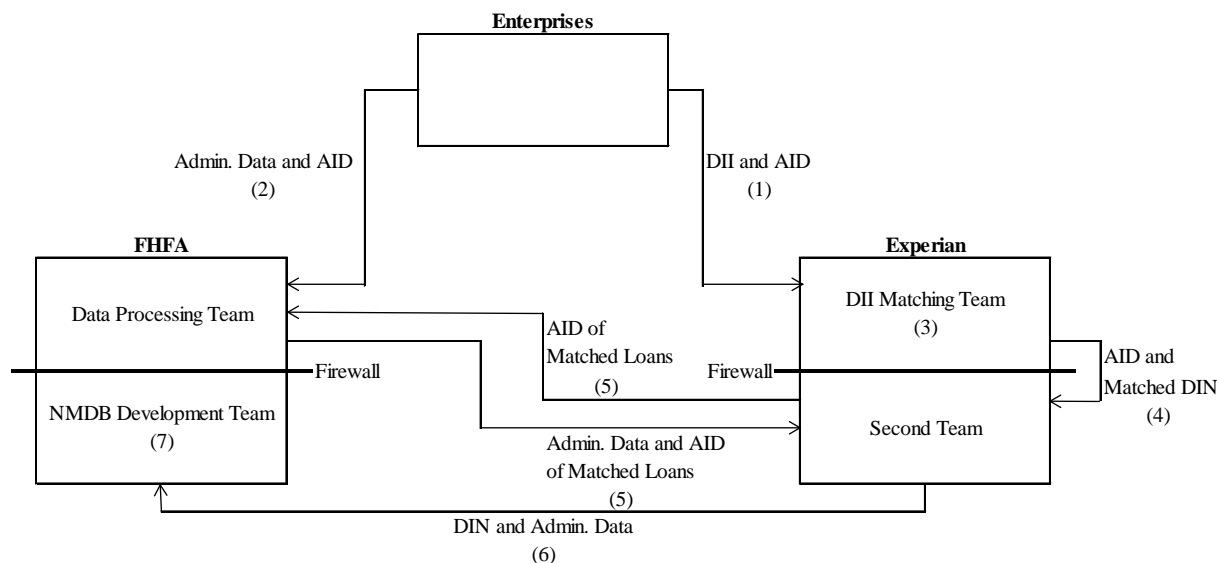 Enterprises
Admin. Data and AID
(2)
DII and AID
(1)
FHFA
Experian
Data Processing Team
DII Matching Team
(3)
AID of
Matched Loans
(5)
Firewall
Firewall
AID and
Matched DIN
(4)
NMDB Development Team
(7)
Second Team
Admin. Data and AID
of Matched Loans
(5)
DIN and Admin. Data
(6)